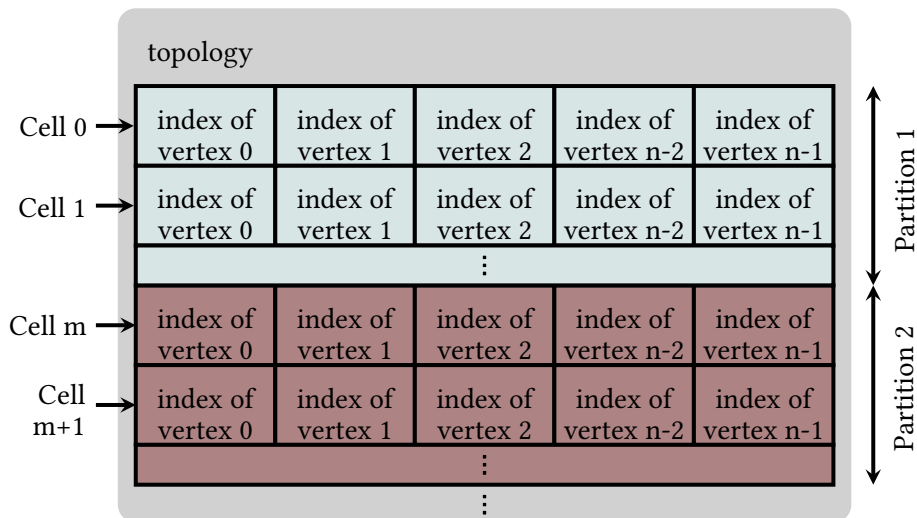 topology
Cell 0
index of vertex 0
index of vertex 1
index of vertex 2
index of vertex n-2
index of vertex n-1
Cell 1
index of vertex 0
index of vertex 1
index of vertex 2
index of vertex n-2
index of vertex n-1
⋮
Partition 1
Cell m
index of vertex 0
index of vertex 1
index of vertex 2
index of vertex n-2
index of vertex n-1
Cell
m+1
index of vertex 0
index of vertex 1
index of vertex 2
index of vertex n-2
index of vertex n-1
⋮
Partition 2
⋮